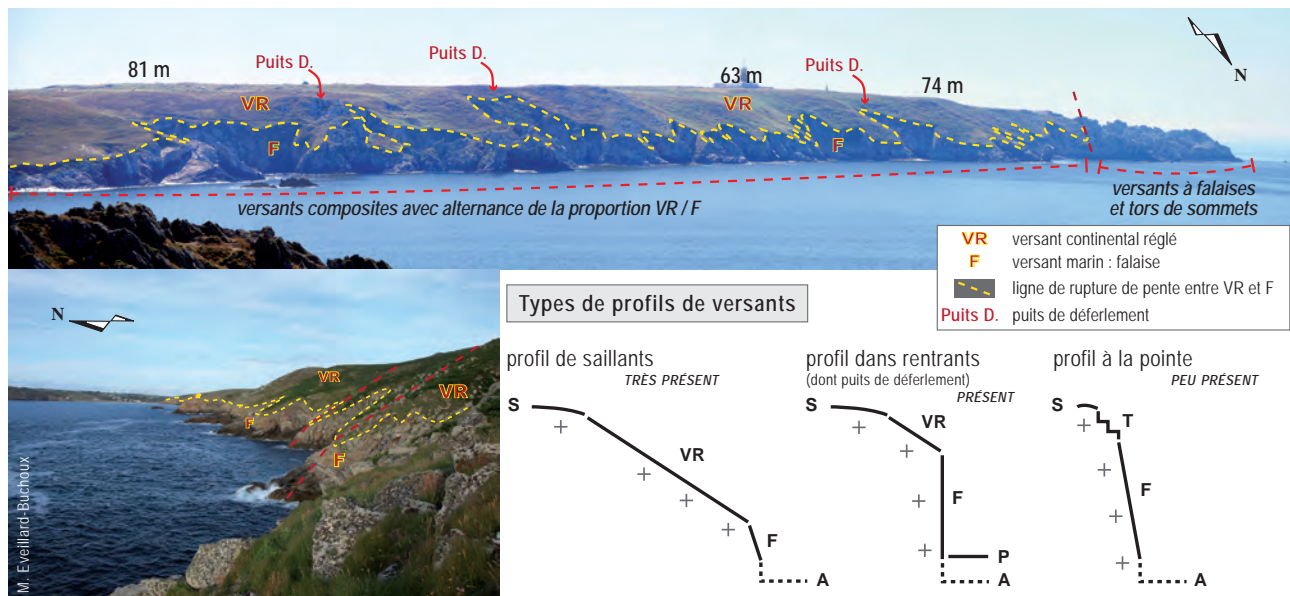 81 m
Puits D.
Puits D.
63 m
Puits D.
74 m
N
VR
VR
F
F
versants composites avec alternance de la proportion VR / F
versants à falaises
et tors de sommets
VR versant continental réglé
F versant marin : falaise
ligne de rupture de pente entre VR et F
Puits D. puits de déferlement
N
VR
VR
F
F
M. Eveillard-Buchoux
Types de profils de versants
profil de saillants
TRÈS PRÉSENT
S
VR
F
A
profil dans rentrants
(dont puits de déferlement)
PRÉSENT
S
VR
F
P
A
profil à la pointe
PEU PRÉSENT
S
T
F
A